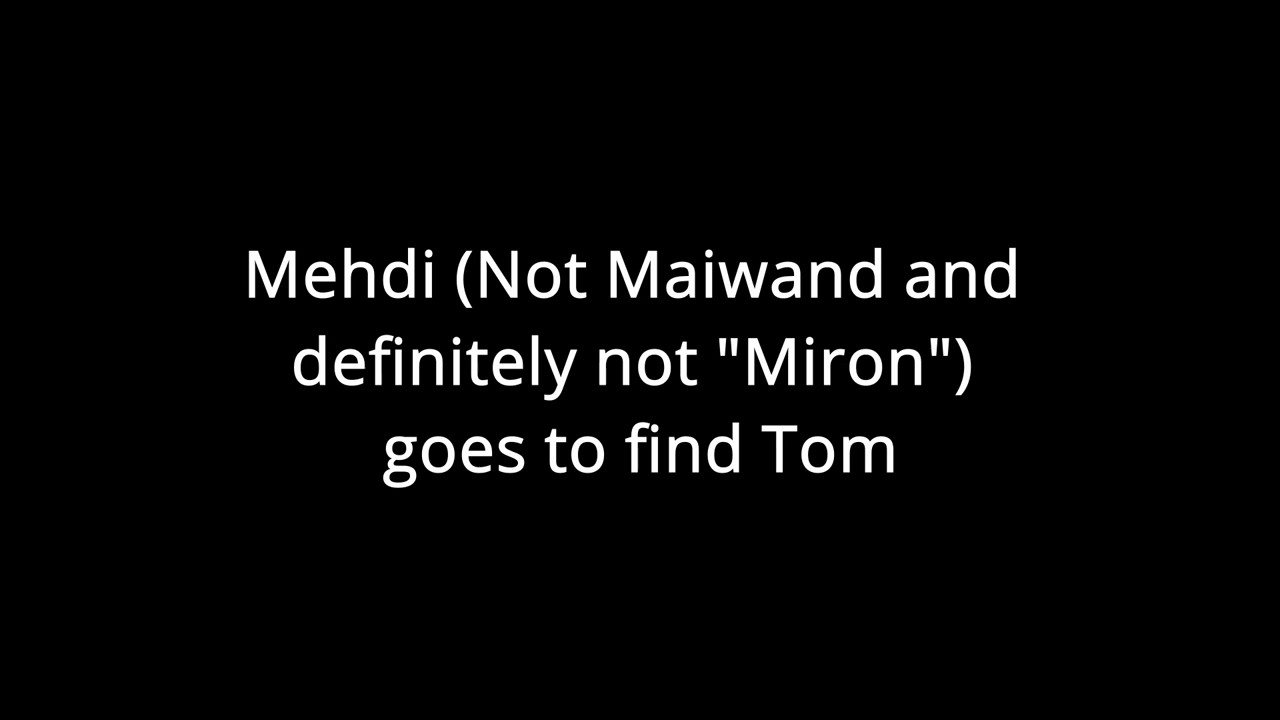 Mehdi (Not Maiwand and
definitely not "Miron")
goes to find Tom